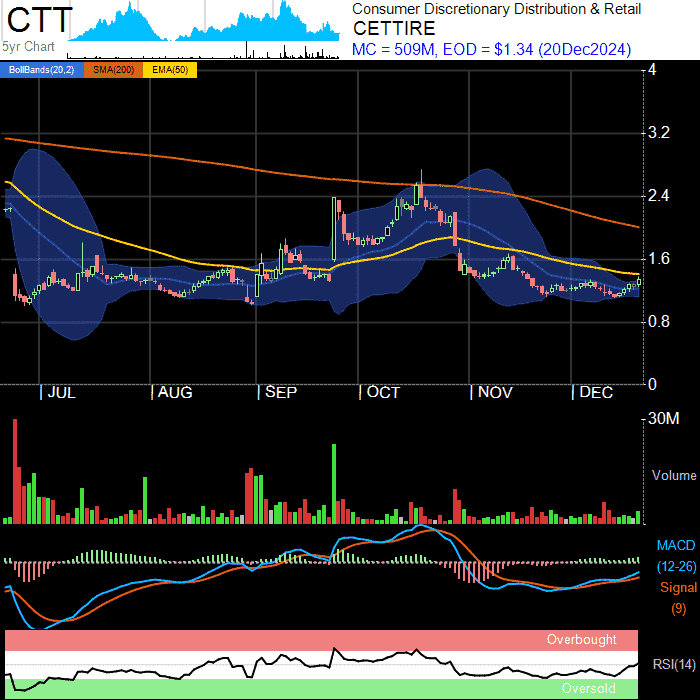 CTT
5yr Chart
Consumer Discretionary Distribution & Retail
CETTIRE
MC = 509M, EOD = $1.34 (20Dec2024)
BollBands(20,2) SMA(200) EMA(50)
4
3.2
2.4
1.6
0.8
0
JUL AUG SEP OCT NOV DEC
30M
Volume
MACD
(12-26)
Signal
(9)
Overbought
RSI(14)
Oversold